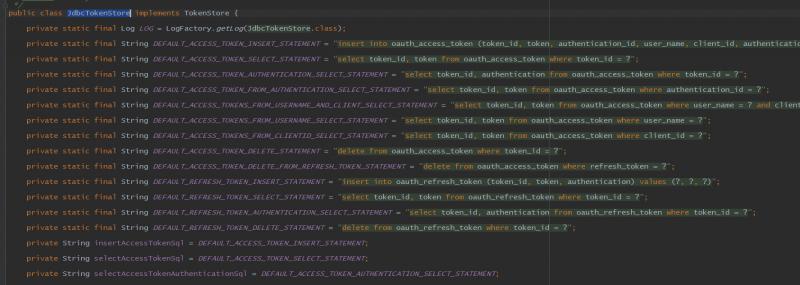 */
public class JdbcTokenStore implements TokenStore {
private static final Log LOG = LogFactory.getLog(JdbcTokenStore.class);
private static final String DEFAULT_ACCESS_TOKEN_INSERT_STATEMENT = "insert into oauth_access_token (token_id, token, authentication_id, user_name, client_id, authenticatio
private static final String DEFAULT_ACCESS_TOKEN_SELECT_STATEMENT = "select token_id, token from oauth_access_token where token_id = ?";
private static final String DEFAULT_ACCESS_TOKEN_AUTHENTICATION_SELECT_STATEMENT = "select token_id, authentication from oauth_access_token where token_id = ?";
private static final String DEFAULT_ACCESS_TOKEN_FROM_AUTHENTICATION_SELECT_STATEMENT = "select token_id, token from oauth_access_token where authentication_id = ?";
private static final String DEFAULT_ACCESS_TOKENS_FROM_USERNAME_AND_CLIENT_SELECT_STATEMENT = "select token_id, token from oauth_access_token where user_name = ? and client
private static final String DEFAULT_ACCESS_TOKENS_FROM_USERNAME_SELECT_STATEMENT = "select token_id, token from oauth_access_token where user_name = ?";
private static final String DEFAULT_ACCESS_TOKENS_FROM_CLIENTID_SELECT_STATEMENT = "select token_id, token from oauth_access_token where client_id = ?";
private static final String DEFAULT_ACCESS_TOKEN_DELETE_STATEMENT = "delete from oauth_access_token where token_id = ?";
private static final String DEFAULT_ACCESS_TOKEN_DELETE_FROM_REFRESH_TOKEN_STATEMENT = "delete from oauth_access_token where refresh_token = ?";
private static final String DEFAULT_REFRESH_TOKEN_INSERT_STATEMENT = "insert into oauth_refresh_token (token_id, token, authentication) values (?, ?, ?)";
private static final String DEFAULT_REFRESH_TOKEN_SELECT_STATEMENT = "select token_id, token from oauth_refresh_token where token_id = ?";
private static final String DEFAULT_REFRESH_TOKEN_AUTHENTICATION_SELECT_STATEMENT = "select token_id, authentication from oauth_refresh_token where token_id = ?";
private static final String DEFAULT_REFRESH_TOKEN_DELETE_STATEMENT = "delete from oauth_refresh_token where token_id = ?";
private String insertAccessTokenSql = DEFAULT_ACCESS_TOKEN_INSERT_STATEMENT;
private String selectAccessTokenSql = DEFAULT_ACCESS_TOKEN_SELECT_STATEMENT;
private String selectAccessTokenAuthenticationSql = DEFAULT_ACCESS_TOKEN_AUTHENTICATION_SELECT_STATEMENT;